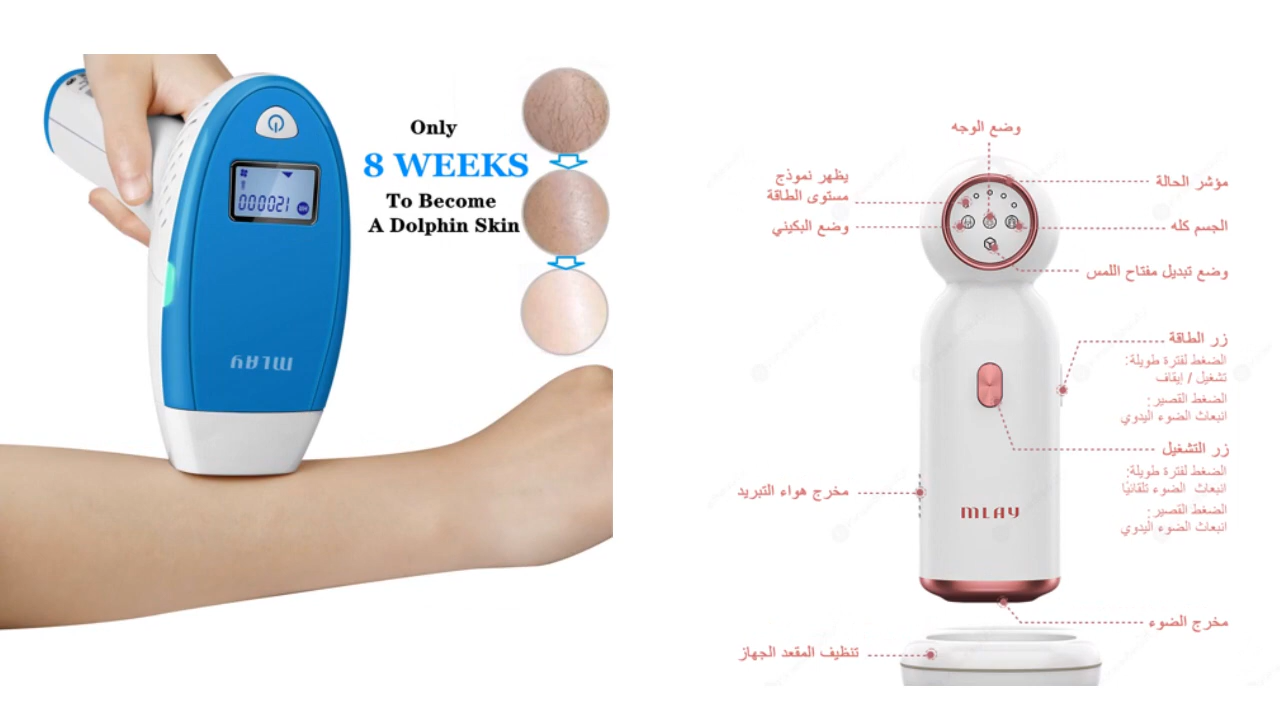 Only
8 WEEKS
To Become
A Dolphin Skin
000021
MLAY
وضع الوجه
يظهر نموذج
مستوى الطاقة
وضع البكيني
مؤشر الحالة
الجسم كله
وضع تبديل مفتاح اللمس
زر الطاقة
الضغط لفترة طويلة:
تشغيل / إيقاف
الضغط القصير:
انبعاث الضوء اليدوي
زر التشغيل
الضغط لفترة طويلة:
انبعاث الضوء تلقائيًا
الضغط القصير:
انبعاث الضوء اليدوي
مخرج هواء التبريد
MLAY
مخرج الضوء
تنظيف المقعد الجهاز